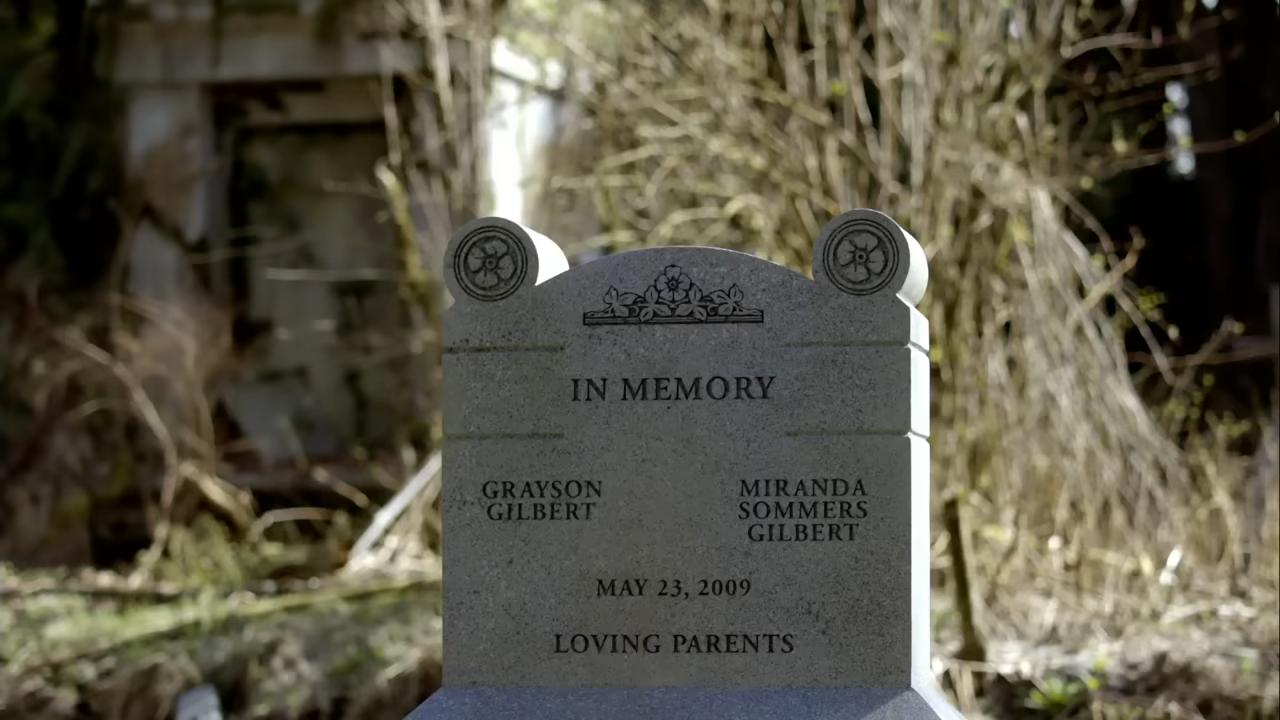 IN MEMORY
GRAYSON
GILBERT
MIRANDA
SOMMERS
GILBERT
MAY 23, 2009
LOVING PARENTS